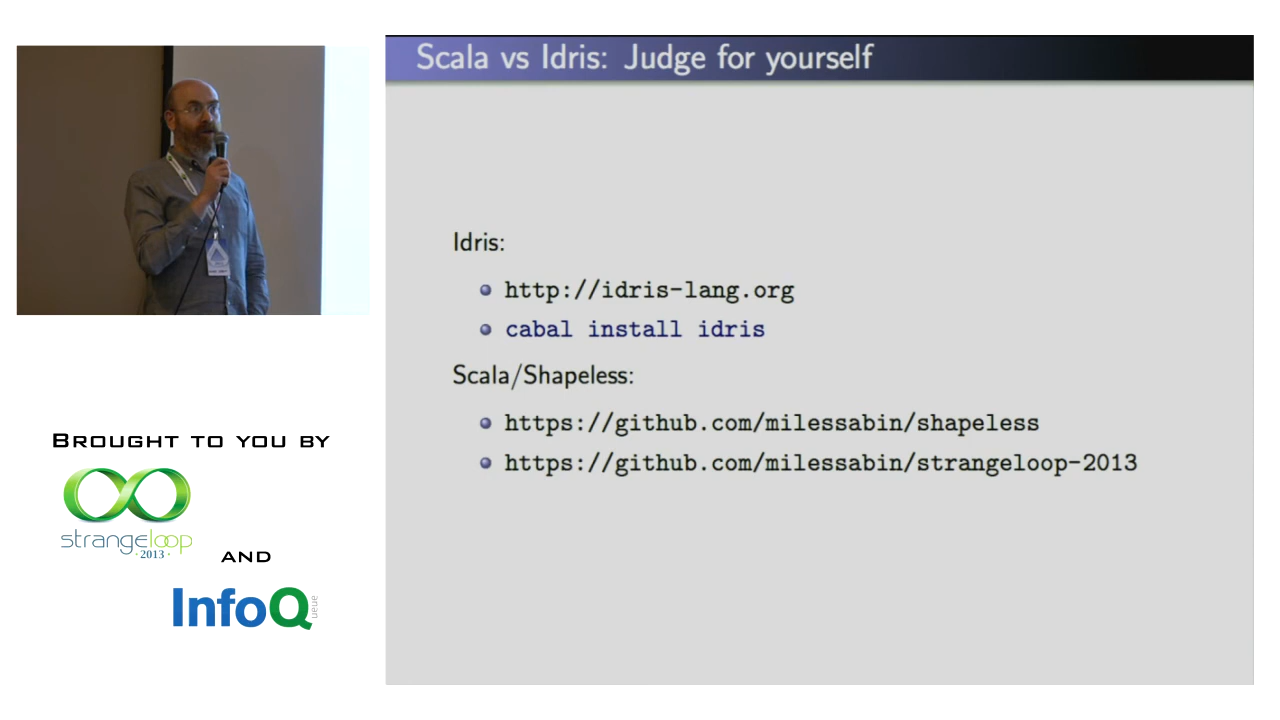 Scala vs Idris: Judge for yourself
Idris:
http://idris-lang.org
cabal install idris
Scala/Shapeless:
https://github.com/milessabin/shapeless
https://github.com/milessabin/strangeloop-2013
BROUGHT TO YOU BY
strangeloop
· 2013 ·
AND
InfoQ